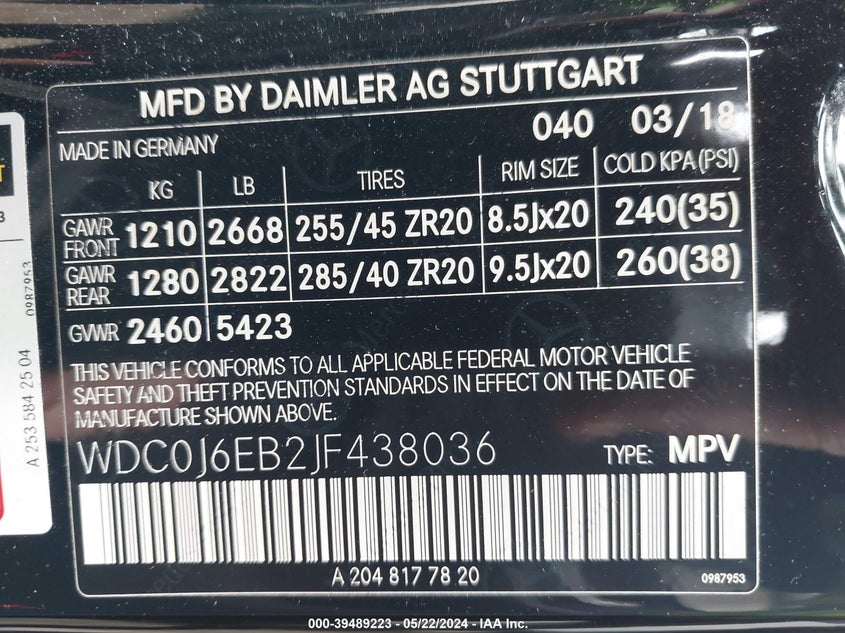 MFD BY DAIMLER AG STUTTGART
040 03/18
MADE IN GERMANY
KG LB TIRES RIM SIZE COLD KPA (PSI)
GAWR FRONT 1210 2668 255/45 ZR20 8.5Jx20 240(35)
GAWR REAR 1280 2822 285/40 ZR20 9.5Jx20 260(38)
GVWR 2460 5423
THIS VEHICLE CONFORMS TO ALL APPLICABLE FEDERAL MOTOR VEHICLE
SAFETY AND THEFT PREVENTION STANDARDS IN EFFECT ON THE DATE OF
MANUFACTURE SHOWN ABOVE.
WDC0J6EB2JF438036 TYPE: MPV
A 204 817 78 20
0987953
A 253 584 25 04
0987953
000-39489223 - 05/22/2024 - IAA Inc.